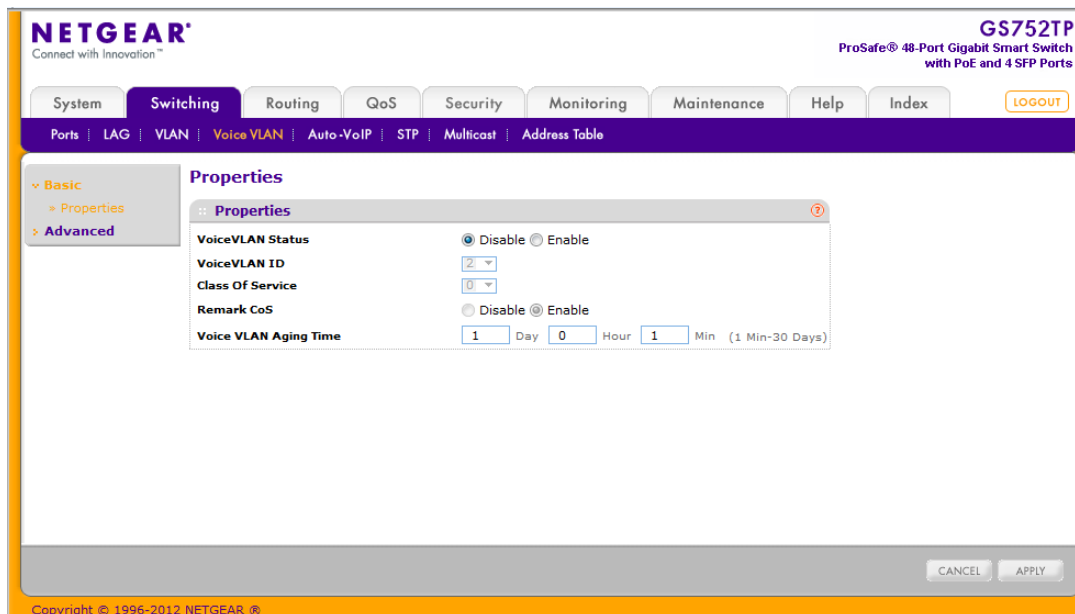 NETGEAR®
Connect with Innovation™
GS752TP
ProSafe® 48-Port Gigabit Smart Switch
with PoE and 4 SFP Ports
System Switching Routing QoS Security Monitoring Maintenance Help Index LOGOUT
Ports | LAG | VLAN | Voice VLAN | Auto-VoIP | STP | Multicast | Address Table
Basic
» Properties
Advanced
Properties
Properties ?
VoiceVLAN Status Disable Enable
VoiceVLAN ID 2
Class Of Service 0
Remark CoS Disable Enable
Voice VLAN Aging Time 1 Day 0 Hour 1 Min (1 Min-30 Days)
CANCEL APPLY
Copyright © 1996-2012 NETGEAR ®